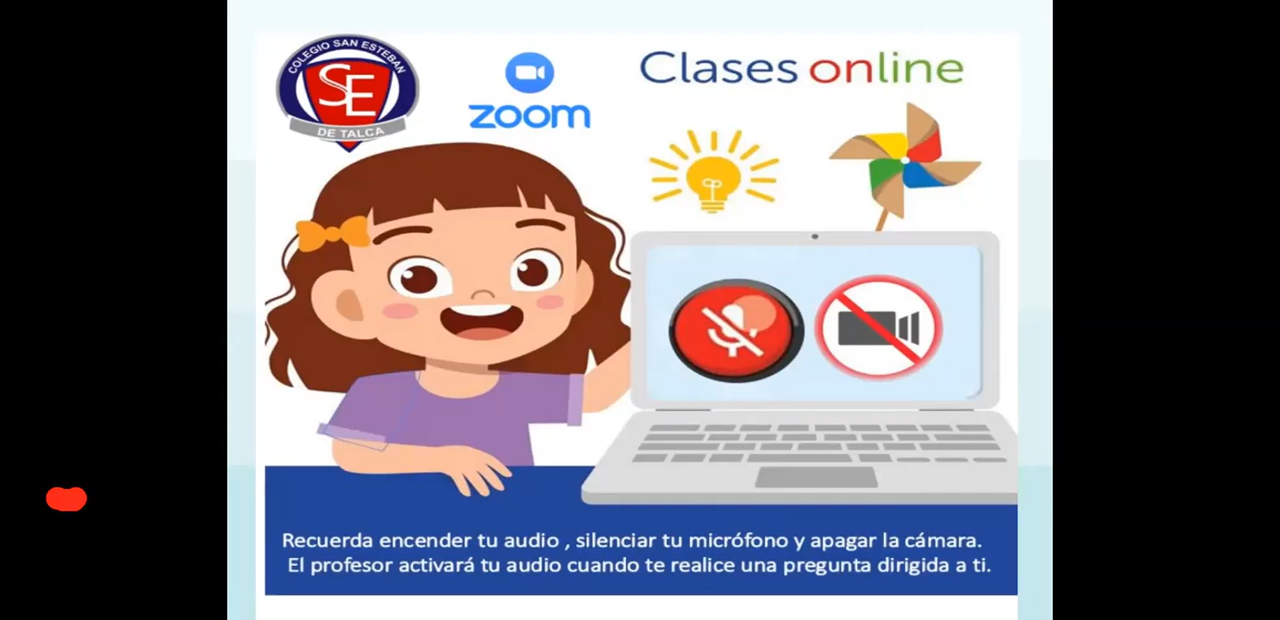 COLEGIO SAN ESTEBAN
SE
DE TALCA
zoom
Clases online
Recuerda encender tu audio , silenciar tu micrófono y apagar la cámara.
El profesor activará tu audio cuando te realice una pregunta dirigida a ti.